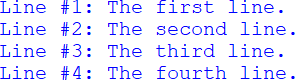 Line #1: The first line.
Line #2: The second line.
Line #3: The third line.
Line #4: The fourth line.